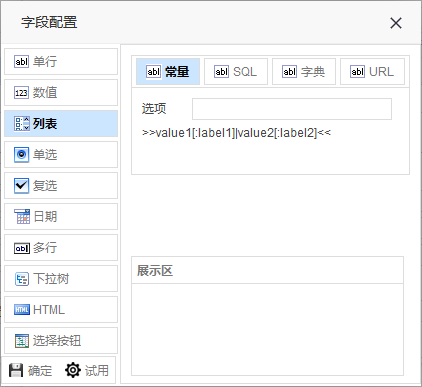 字段配置
abl 单行
123 数值
列表
单选
复选
日期
abl 多行
下拉树
HTML HTML
选择按钮
确定 试用
abl 常量 abl SQL abl 字典 abl URL
选项
>>value1[:label1]|value2[:label2]<<
展示区